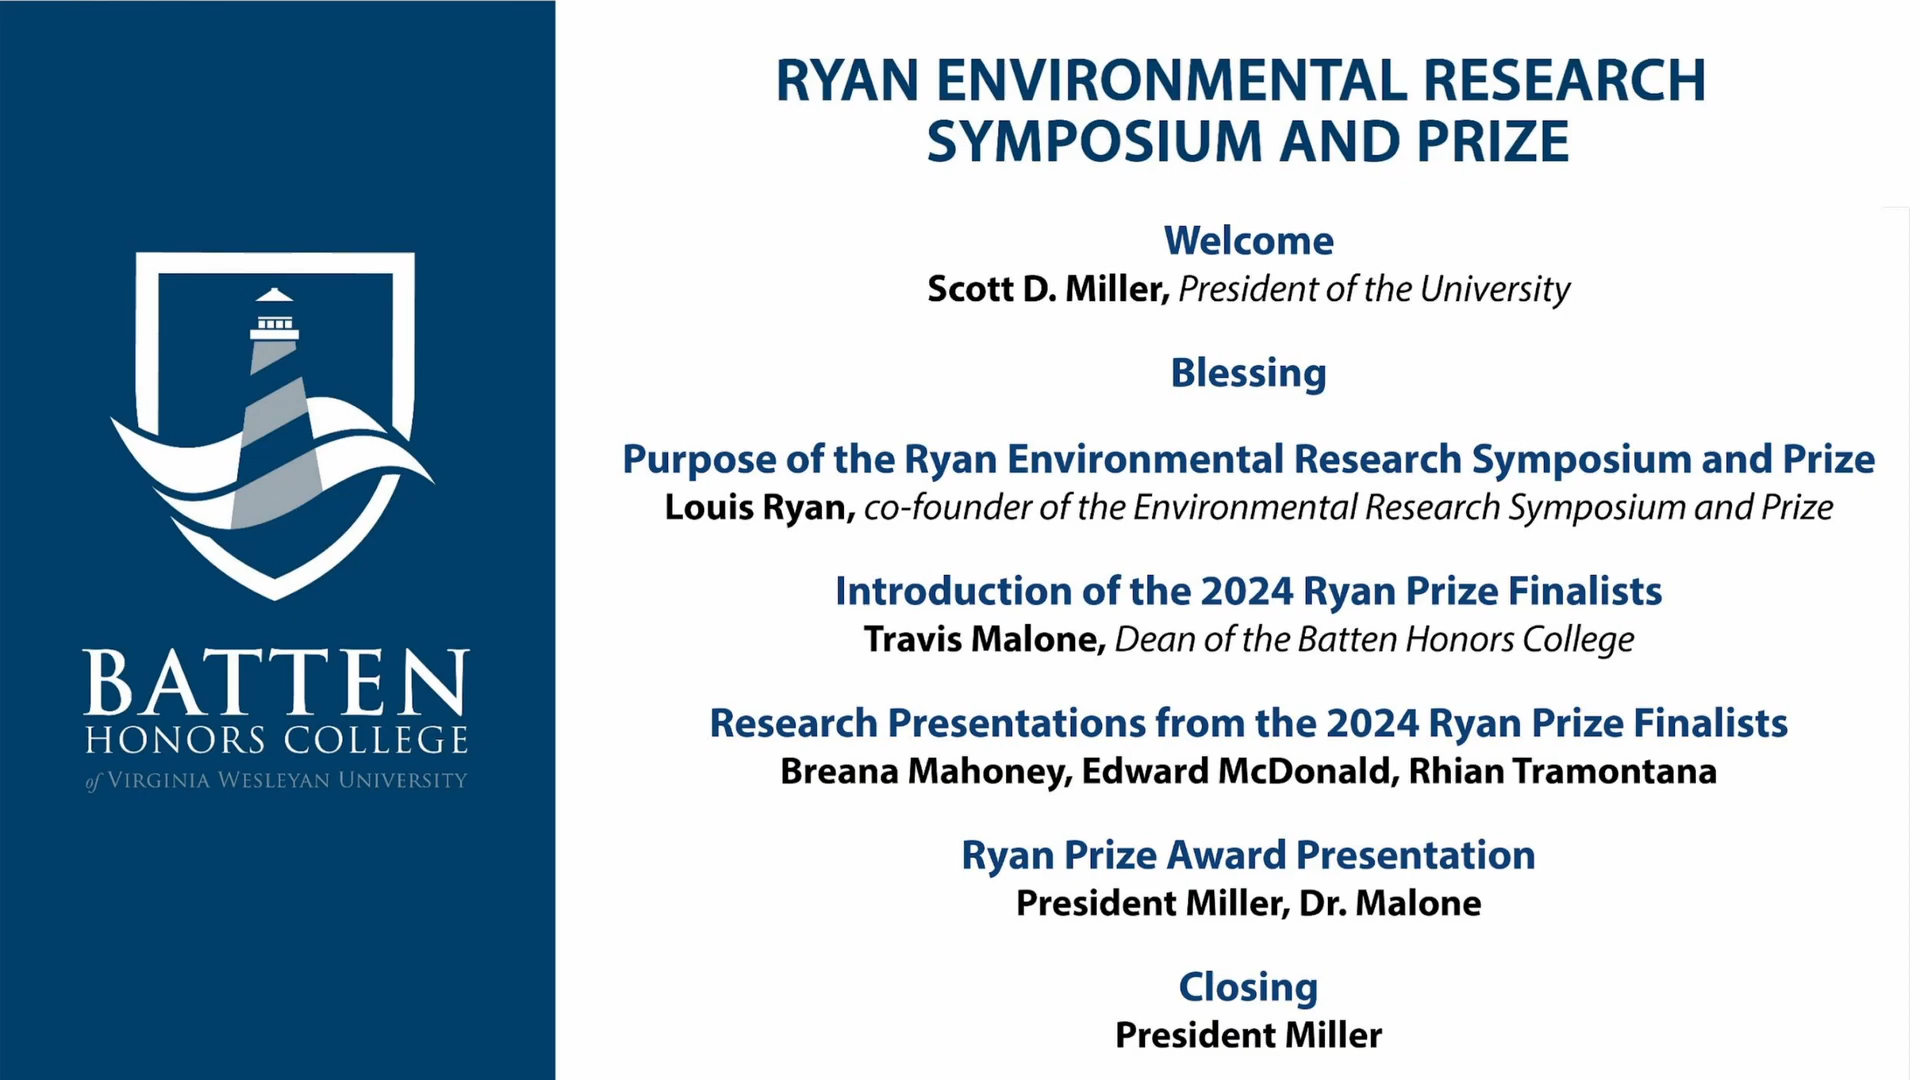 BATTEN
HONORS COLLEGE
of VIRGINIA WESLEYAN UNIVERSITY
RYAN ENVIRONMENTAL RESEARCH
SYMPOSIUM AND PRIZE
Welcome
Scott D. Miller, President of the University
Blessing
Purpose of the Ryan Environmental Research Symposium and Prize
Louis Ryan, co-founder of the Environmental Research Symposium and Prize
Introduction of the 2024 Ryan Prize Finalists
Travis Malone, Dean of the Batten Honors College
Research Presentations from the 2024 Ryan Prize Finalists
Breana Mahoney, Edward McDonald, Rhian Tramontana
Ryan Prize Award Presentation
President Miller, Dr. Malone
Closing
President Miller